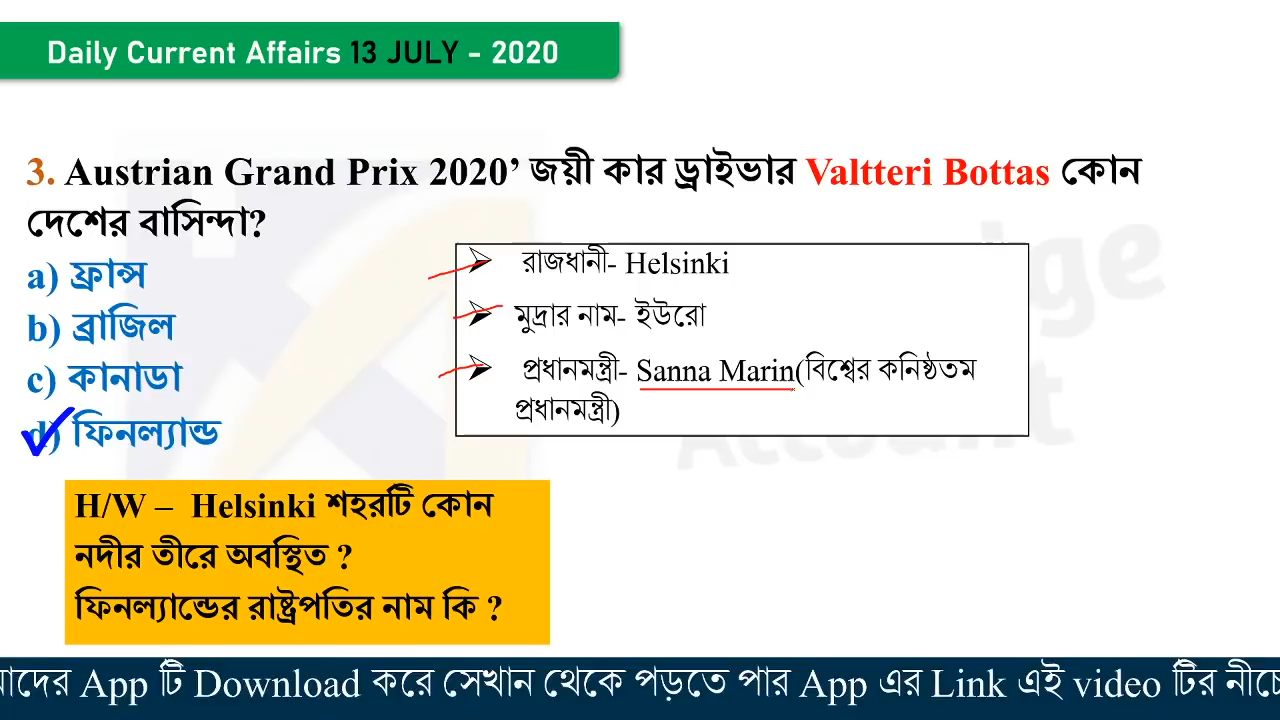 Daily Current Affairs 13 JULY - 2020
3. Austrian Grand Prix 2020’ জয়ী কার ড্রাইভার Valtteri Bottas কোন
দেশের বাসিন্দা?
a) ফ্রান্স
b) ব্রাজিল
c) কানাডা
d) ফিনল্যান্ড
রাজধানী- Helsinki
মুদ্রার নাম- ইউরো
প্রধানমন্ত্রী- Sanna Marin(বিশ্বের কনিষ্ঠতম
প্রধানমন্ত্রী)
H/W – Helsinki শহরটি কোন
নদীর তীরে অবস্থিত ?
ফিনল্যান্ডের রাষ্ট্রপতির নাম কি ?
App টি Download করে সেখান থেকে পড়তে পার App এর Link এই video টির নীচে